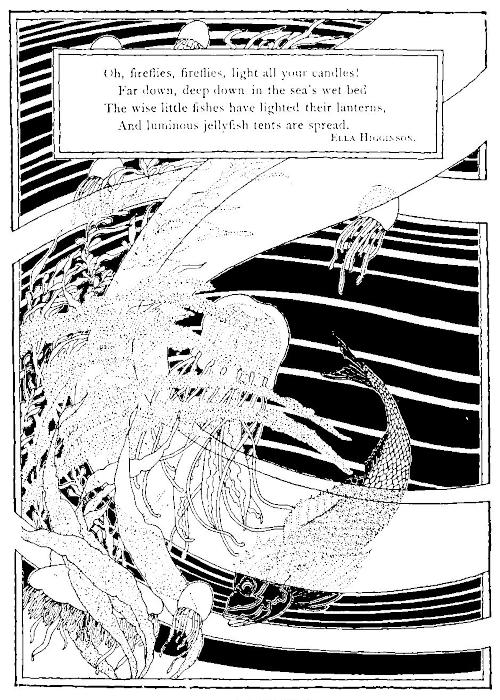 Oh, fireflies, fireflies, light all your candles!
Far down, deep down in the sea's wet bed
The wise little fishes have lighted their lanterns,
And luminous jellyfish tents are spread.
Ella Higginson.